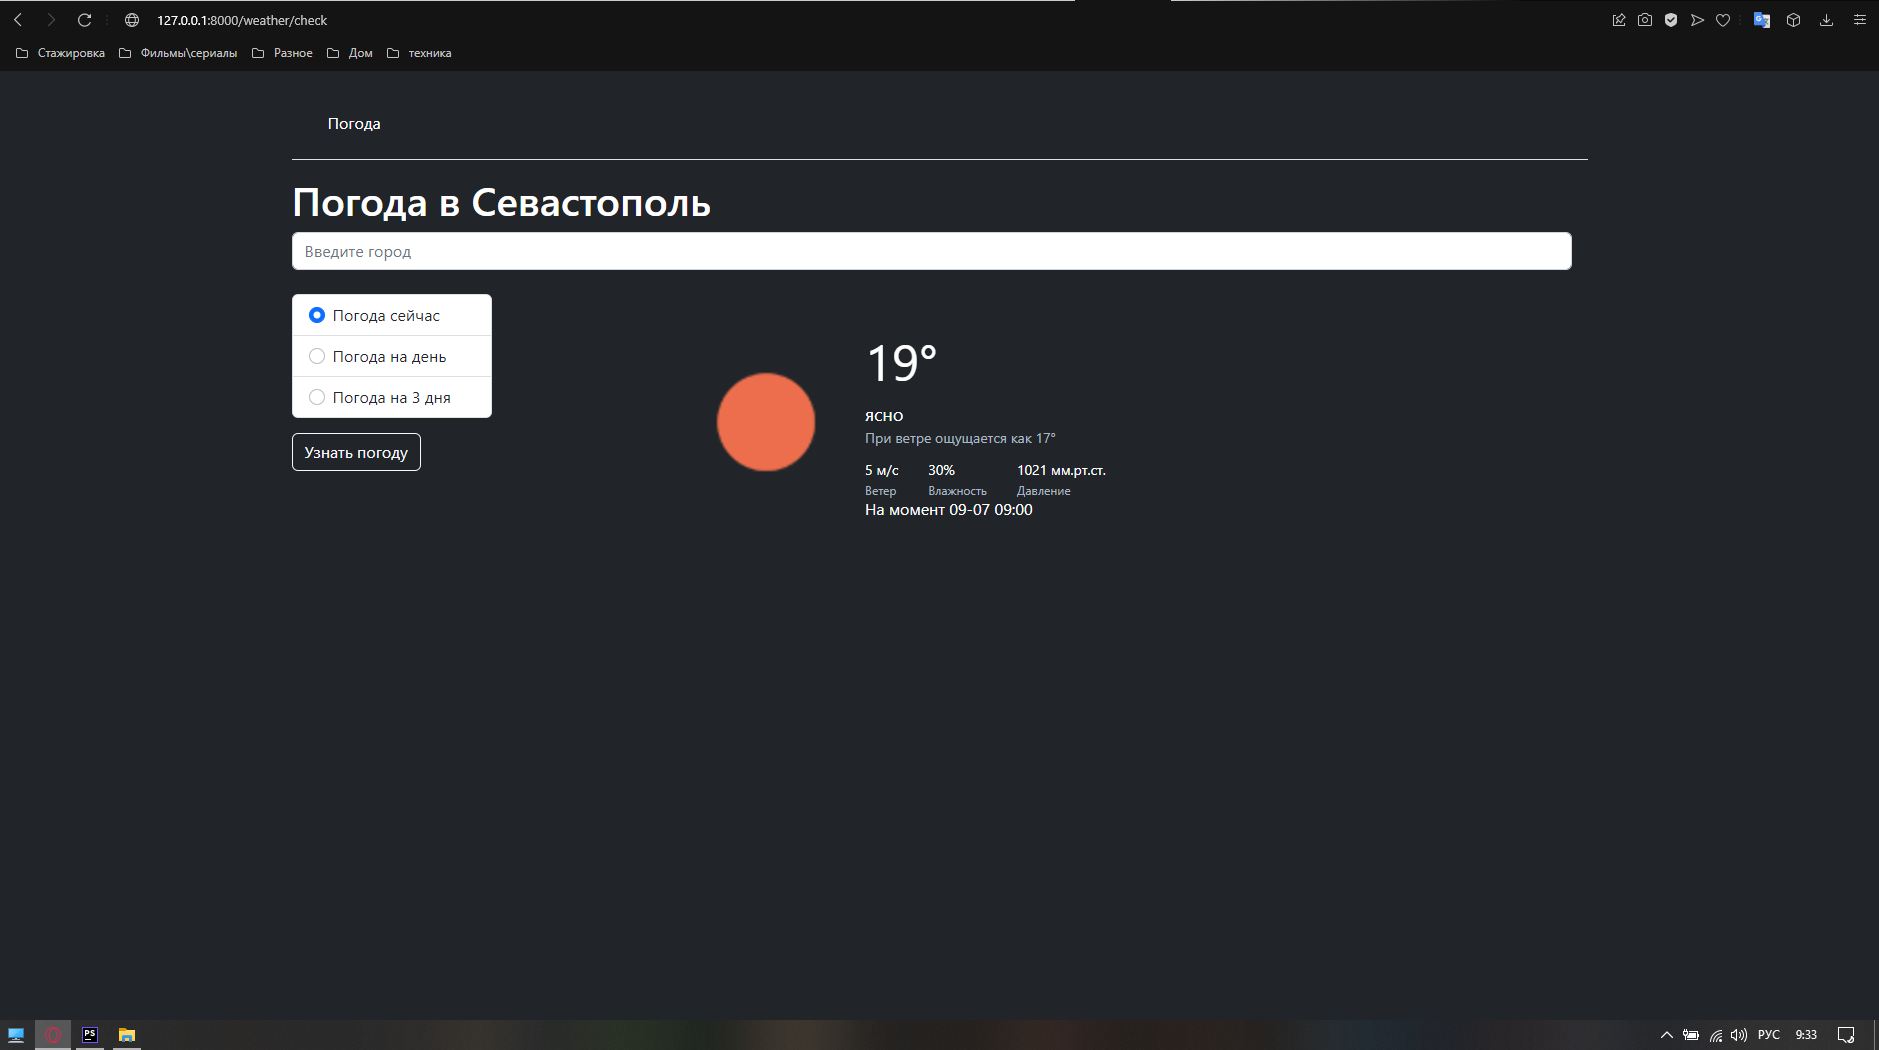 127.0.0.1:8000/weather/check
Стажировка Фильмы\сериалы Разное Дом техника
Погода
Погода в Севастополь
Введите город
Погода сейчас
Погода на день
Погода на 3 дня
Узнать погоду
19°
ясно
При ветре ощущается как 17°
5 м/с 30% 1021 мм.рт.ст.
Ветер Влажность Давление
На момент 09-07 09:00
PS
РУС 9:33